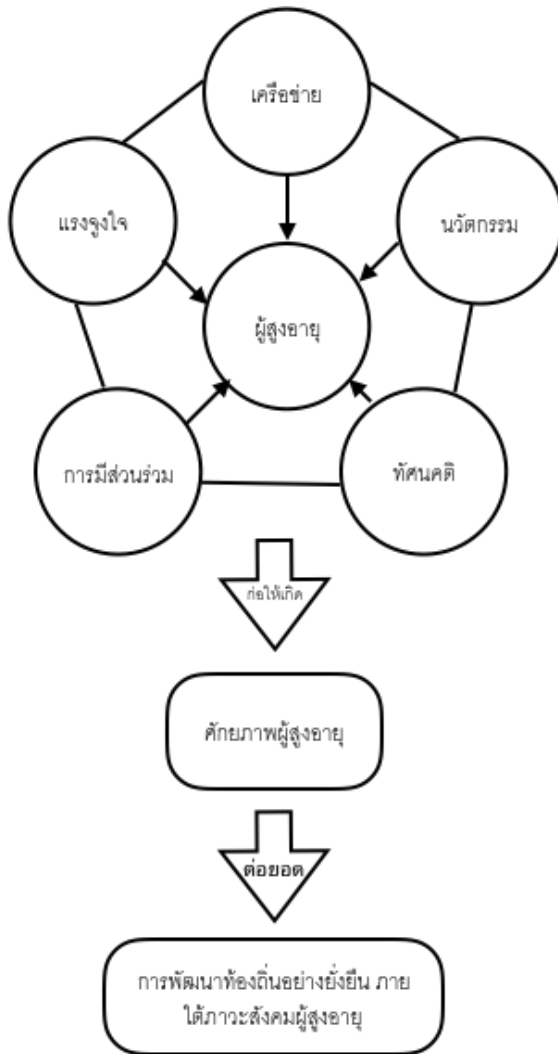 เครือข่าย
แรงจูงใจ
นวัตกรรม
ผู้สูงอายุ
การมีส่วนร่วม
ทัศนคติ
ก่อให้เกิด
ศักยภาพผู้สูงอายุ
ต่อยอด
การพัฒนาท้องถิ่นอย่างยั่งยืน ภาย
ใต้ภาวะสังคมผู้สูงอายุ